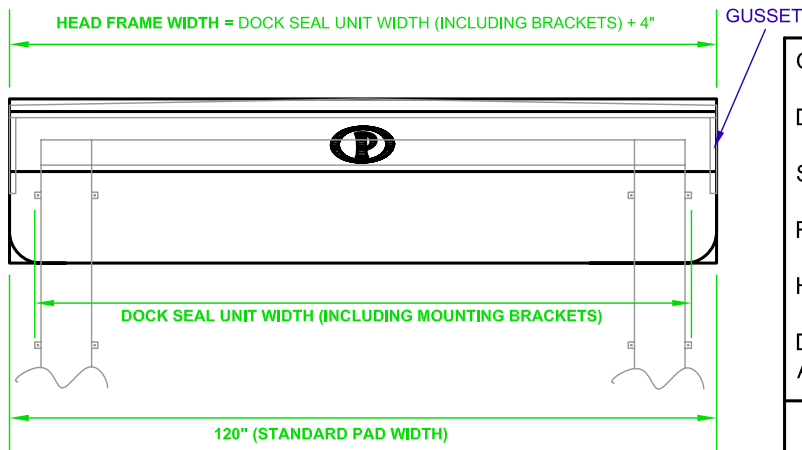 HEAD FRAME WIDTH = DOCK SEAL UNIT WIDTH (INCLUDING BRACKETS) + 4"
GUSSET
P
DOCK SEAL UNIT WIDTH (INCLUDING MOUNTING BRACKETS)
120" (STANDARD PAD WIDTH)